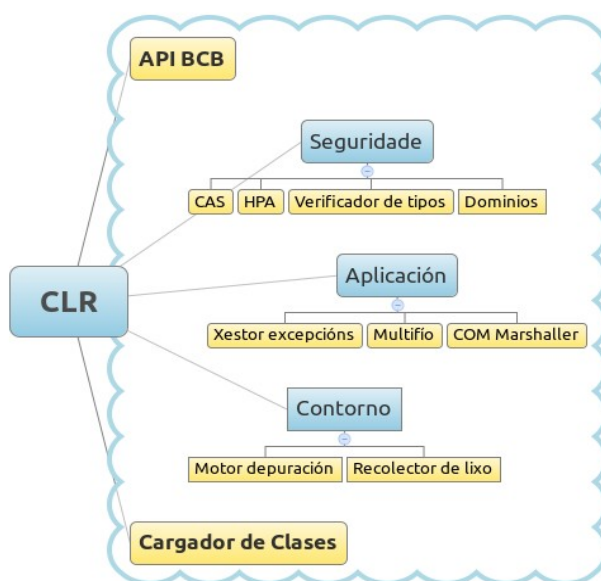 API BCB
Seguridade
CAS HPA Verificador de tipos Dominios
CLR
Aplicación
Xestor excepcións Multifío COM Marshaller
Contorno
Motor depuración Recolector de lixo
Cargador de Clases